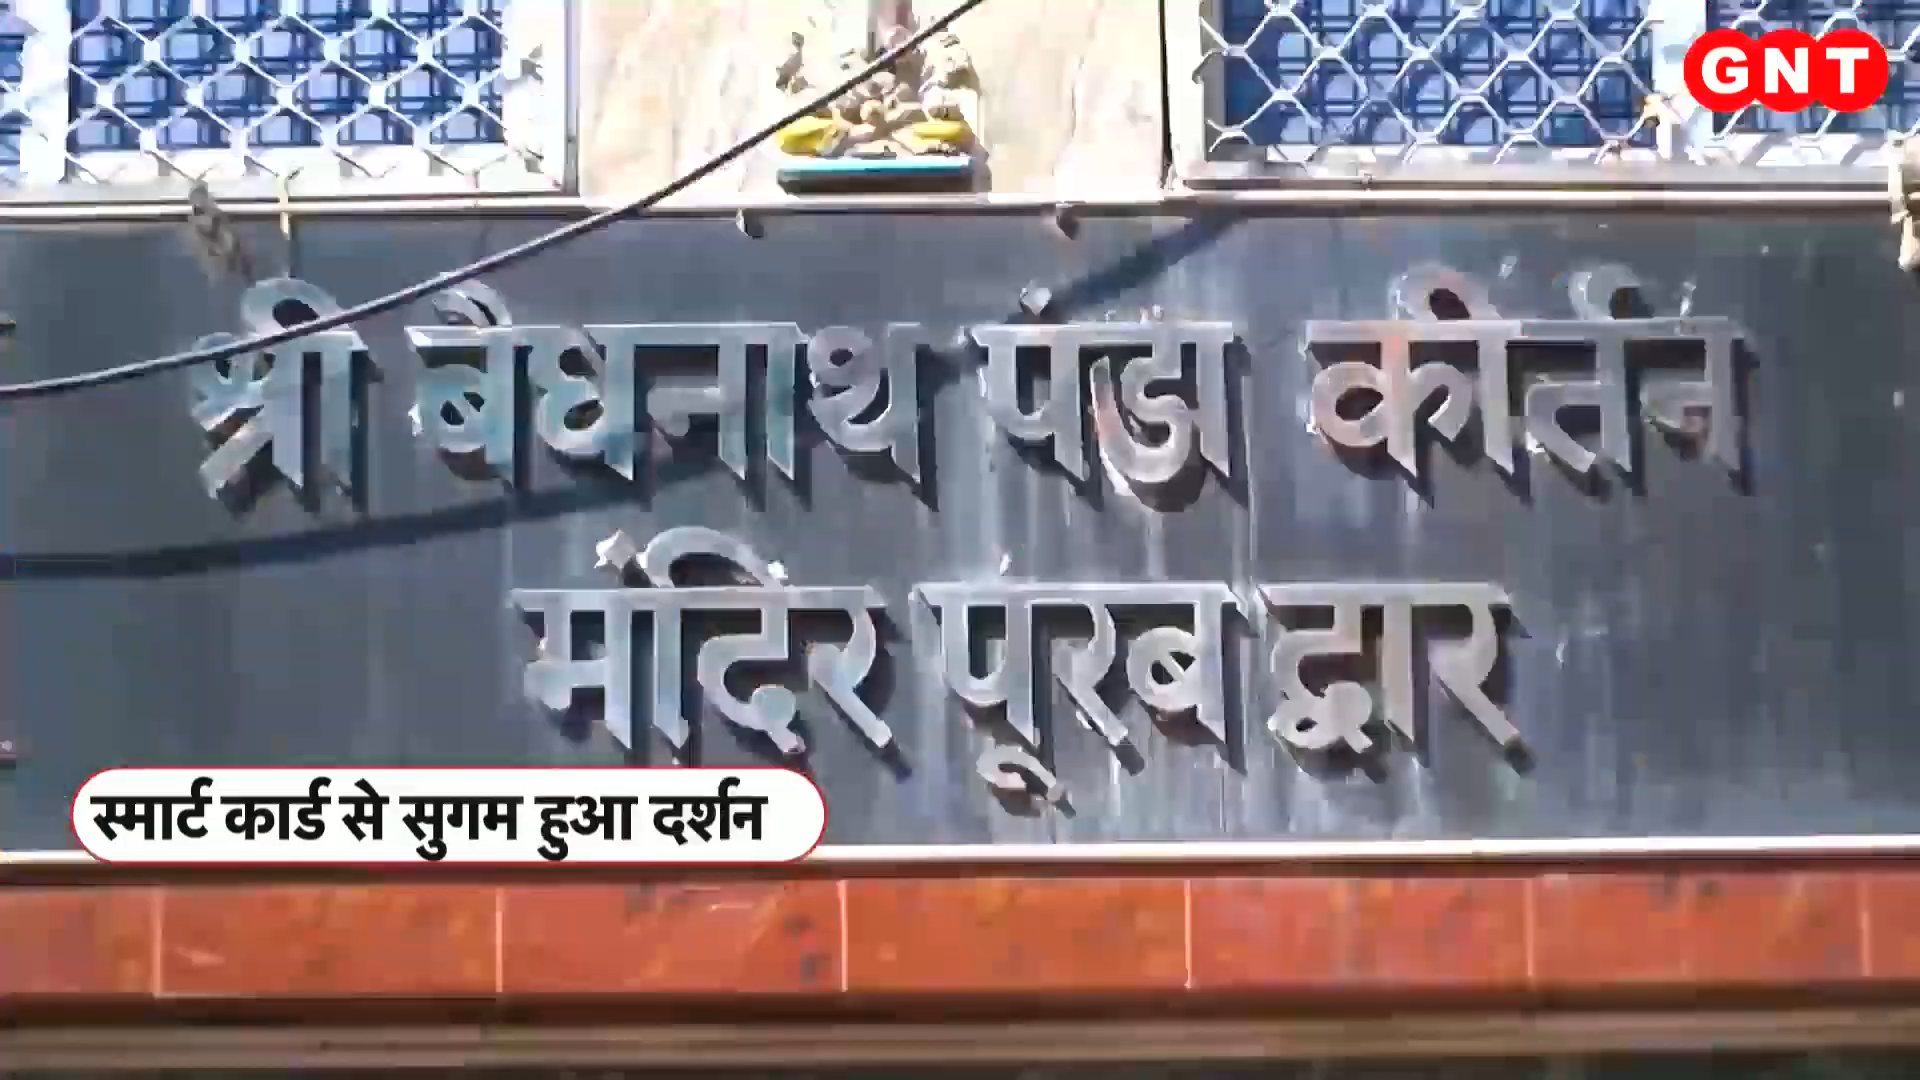 GNT
श्री बैधनाथ पंडा कीर्तन
मंदिर पूरब द्वार
स्मार्ट कार्ड से सुगम हुआ दर्शन